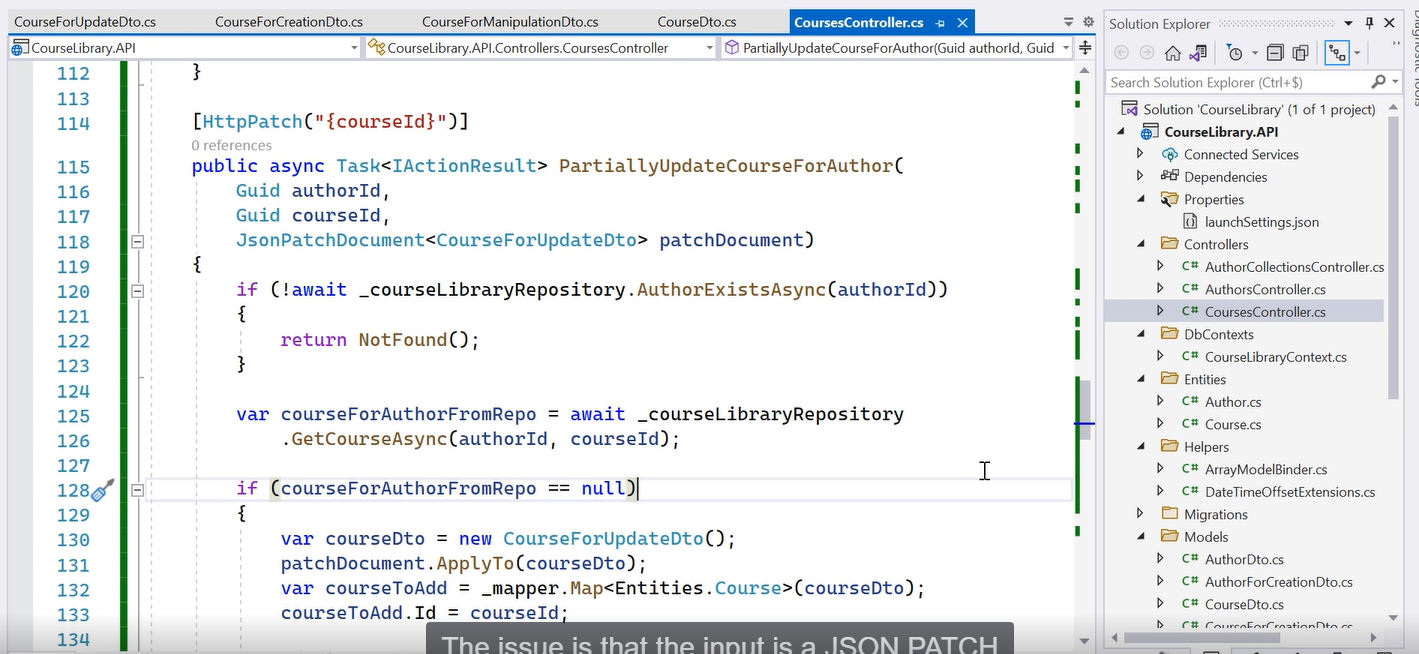 CourseForUpdateDto.cs CourseForCreationDto.cs CourseForManipulationDto.cs CourseDto.cs CoursesController.cs
CourseLibrary.API CourseLibrary.API.Controllers.CoursesController PartiallyUpdateCourseForAuthor(Guid authorId, Guid
112 }
113
114 [HttpPatch("{courseId}")]
0 references
115 public async Task<IActionResult> PartiallyUpdateCourseForAuthor(
116 Guid authorId,
117 Guid courseId,
118 JsonPatchDocument<CourseForUpdateDto> patchDocument)
119 {
120 if (!await _courseLibraryRepository.AuthorExistsAsync(authorId))
121 {
122 return NotFound();
123 }
124
125 var courseForAuthorFromRepo = await _courseLibraryRepository
126 .GetCourseAsync(authorId, courseId);
127
128 if (courseForAuthorFromRepo == null)
129 {
130 var courseDto = new CourseForUpdateDto();
131 patchDocument.ApplyTo(courseDto);
132 var courseToAdd = _mapper.Map<Entities.Course>(courseDto);
133 courseToAdd.Id = courseId;
134
The issue is that the input is a JSON PATCH
Solution Explorer
Search Solution Explorer (Ctrl+$)
Solution 'CourseLibrary' (1 of 1 project)
CourseLibrary.API
Connected Services
Dependencies
Properties
launchSettings.json
Controllers
C# AuthorCollectionsController.cs
C# AuthorsController.cs
C# CoursesController.cs
DbContexts
C# CourseLibraryContext.cs
Entities
C# Author.cs
C# Course.cs
Helpers
C# ArrayModelBinder.cs
C# DateTimeOffsetExtensions.cs
Migrations
Models
C# AuthorDto.cs
C# AuthorForCreationDto.cs
C# CourseDto.cs
C# CourseForCreationDto.cs
Diagnostic Tools